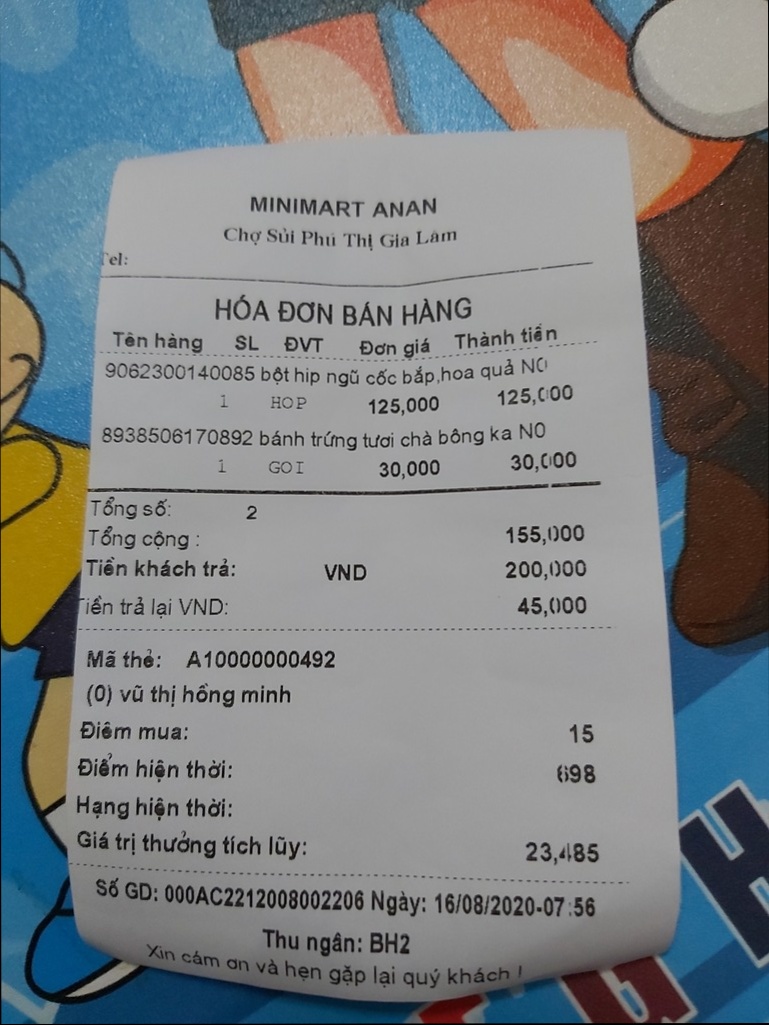 MINIMART ANAN
Chợ Sủi Phú Thị Gia Lâm
Tel:
HÓA ĐƠN BÁN HÀNG
Tên hàng SL ĐVT Đơn giá Thành tiền
9062300140085 bột hip ngũ cốc bắp,hoa quả NO
1 HOP 125,000 125,000
8938506170892 bánh trứng tươi chà bông ka NO
1 GOI 30,000 30,000
Tổng số: 2
Tổng cộng : 155,000
Tiền khách trả: VND 200,000
Tiền trả lại VND: 45,000
Mã thẻ: A10000000492
(0) vũ thị hồng minh
Điểm mua: 15
Điểm hiện thời: 698
Hạng hiện thời:
Giá trị thưởng tích lũy: 23,485
Số GD: 000AC2212008002206 Ngày: 16/08/2020-07:56
Thu ngân: BH2
Xin cám ơn và hẹn gặp lại quý khách !